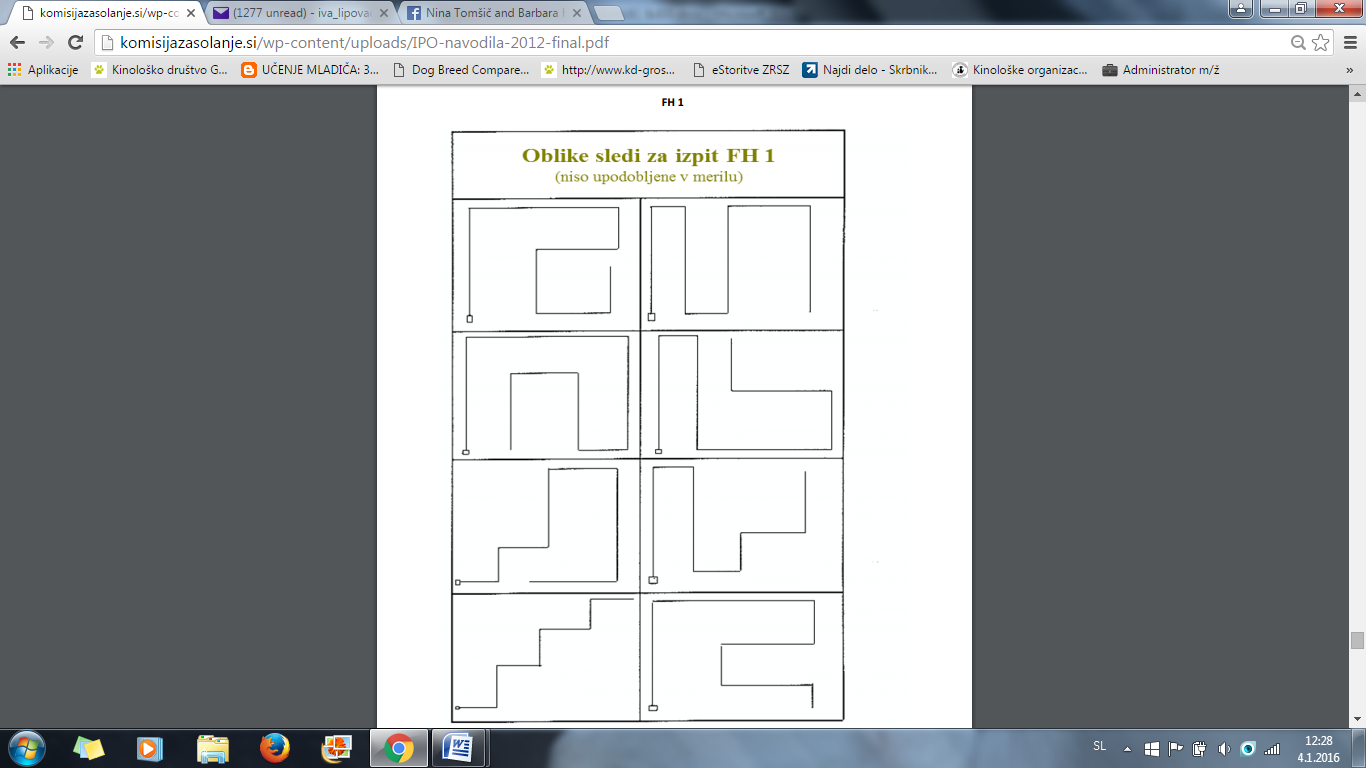 komisijazasolanje.si/wp-cc
(1277 unread) - iva_lipova
Nina Tomšič and Barbara
komisijazasolanje.si/wp-content/uploads/IPO-navodila-2012-final.pdf
Aplikacije
Kinološko društvo G...
UČENJE MLADIČA: 3...
Dog Breed Compare...
http://www.kd-gros...
eStoritve ZRSZ
Najdi delo - Skrbnik...
Kinološke organizac...
Administrator m/ž
»
FH 1
Oblike sledi za izpit FH 1
(niso upodobljene v merilu)
SL
12:28
4.1.2016